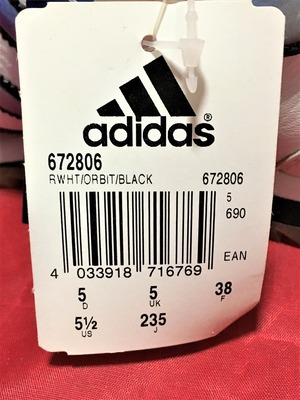 adidas®
672806
RWHT/ORBIT/BLACK 672806
5
690
EAN
4 033918 716769
5 5 38
D UK F
5½ 235
US J